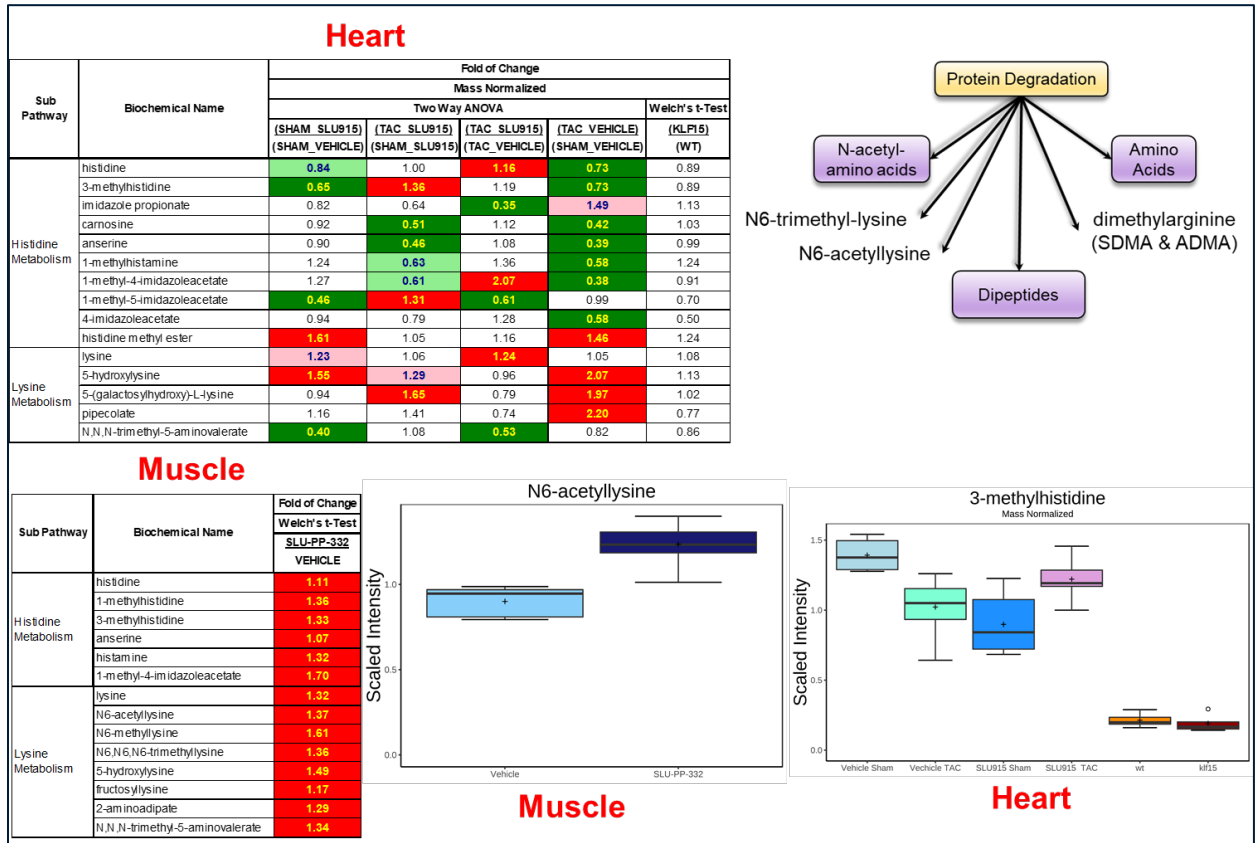 Heart
Sub Pathway
Biochemical Name
Fold of Change
Mass Normalized
Two Way ANOVA
Welch's t-Test
(SHAM_SLU915) (TAC_SLU915) (TAC_SLU915) (TAC_VEHICLE) (KLF15)
(SHAM_VEHICLE) (SHAM_SLU915) (TAC_VEHICLE) (SHAM_VEHICLE) (WT)
Histidine Metabolism
histidine 0.84 1.00 1.16 0.73 0.89
3-methylhistidine 0.65 1.36 1.19 0.73 0.89
imidazole propionate 0.82 0.64 0.35 1.49 1.13
carnosine 0.92 0.51 1.12 0.42 1.03
anserine 0.90 0.46 1.08 0.39 0.99
1-methylhistamine 1.24 0.63 1.36 0.58 1.24
1-methyl-4-imidazoleacetate 1.27 0.61 2.07 0.38 0.91
1-methyl-5-imidazoleacetate 0.46 1.31 0.61 0.99 0.70
4-imidazoleacetate 0.94 0.79 1.28 0.58 0.50
histidine methyl ester 1.61 1.05 1.16 1.46 1.24
Lysine Metabolism
lysine 1.23 1.06 1.24 1.05 1.08
5-hydroxylysine 1.55 1.29 0.96 2.07 1.13
5-(galactosylhydroxy)-L-lysine 0.94 1.65 0.79 1.97 1.02
pipecolate 1.16 1.41 0.74 2.20 0.77
N,N,N-trimethyl-5-aminovalerate 0.40 1.08 0.53 0.82 0.86
Protein Degradation
N-acetyl-
amino acids
Amino
Acids
N6-trimethyl-lysine
N6-acetyllysine
dimethylarginine
(SDMA & ADMA)
Dipeptides
Muscle
Sub Pathway
Biochemical Name
Fold of Change
Welch's t-Test
SLU-PP-332
VEHICLE
Histidine Metabolism
histidine 1.11
1-methylhistidine 1.36
3-methylhistidine 1.33
anserine 1.07
histamine 1.32
1-methyl-4-imidazoleacetate 1.70
Lysine Metabolism
lysine 1.32
N6-acetyllysine 1.37
N6-methyllysine 1.61
N6,N6,N6-trimethyllysine 1.36
5-hydroxylysine 1.49
fructosyllysine 1.17
2-aminoadipate 1.29
N,N,N-trimethyl-5-aminovalerate 1.34
N6-acetyllysine
Scaled Intensity
1.0
0.5
0.0
Vehicle SLU-PP-332
Muscle
3-methylhistidine
Mass Normalized
Scaled Intensity
1.5
1.0
0.5
0.0
Vehicle Sham Vechicle TAC SLU915 Sham SLU915 TAC wt klf15
Heart